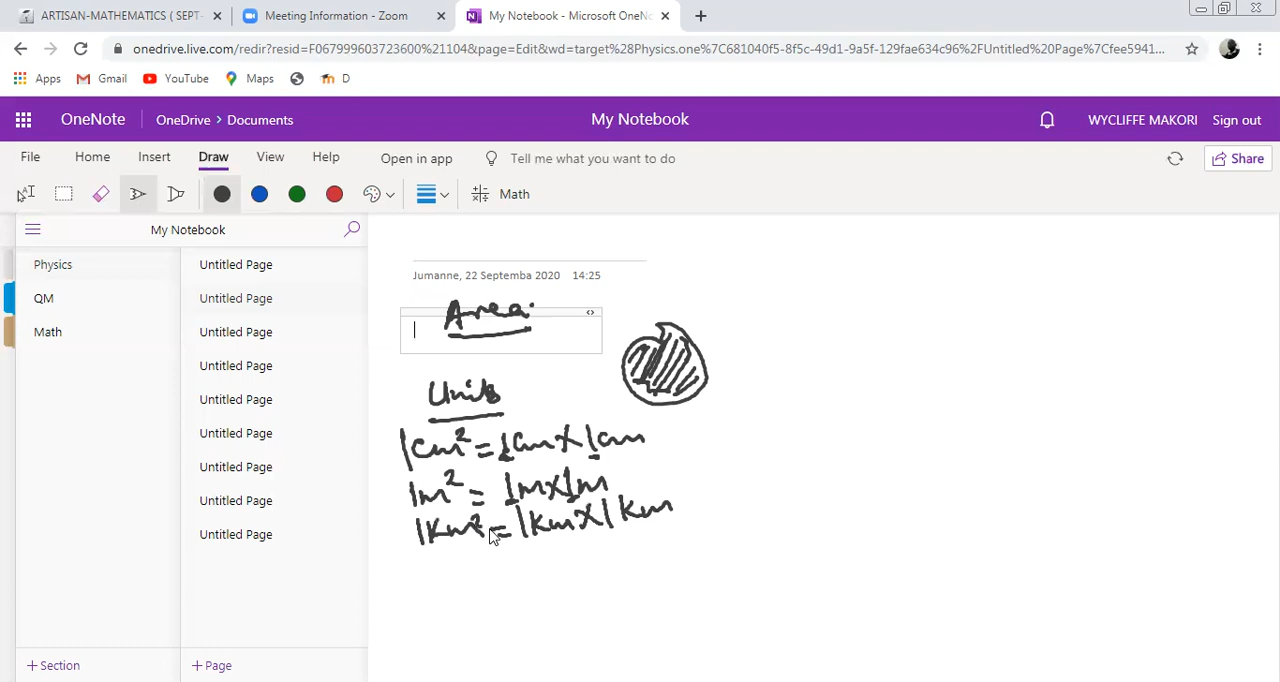 ARTISAN-MATHEMATICS ( SEPT-
Meeting Information - Zoom
My Notebook - Microsoft OneNo
onedrive.live.com/redir?resid=F067999603723600%21104&page=Edit&wd=target%28Physics.one%7C681040f5-8f5c-49d1-9a5f-129fae634c96%2FUntitled%20Page%7Cfee5941...
Apps Gmail YouTube Maps D
OneNote OneDrive > Documents My Notebook WYCLIFFE MAKORI Sign out
File Home Insert Draw View Help Open in app Tell me what you want to do Share
Math
My Notebook
Physics
QM
Math
Untitled Page
Untitled Page
Untitled Page
Untitled Page
Untitled Page
Untitled Page
Untitled Page
Untitled Page
Untitled Page
+ Section
+ Page
Jumanne, 22 Septemba 2020 14:25
Area:
Units
1cm² = 1cm x 1cm
1m² = 1m x 1m
1km² = 1km x 1km